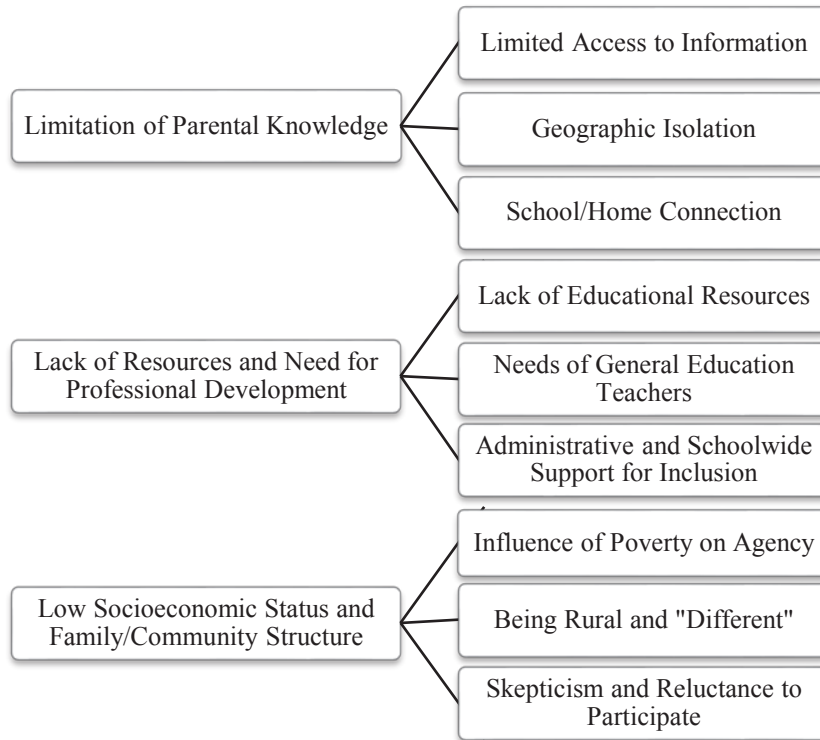 Limitation of Parental Knowledge
Limited Access to Information
Geographic Isolation
School/Home Connection
Lack of Resources and Need for
Professional Development
Lack of Educational Resources
Needs of General Education
Teachers
Administrative and Schoolwide
Support for Inclusion
Low Socioeconomic Status and
Family/Community Structure
Influence of Poverty on Agency
Being Rural and "Different"
Skepticism and Reluctance to
Participate